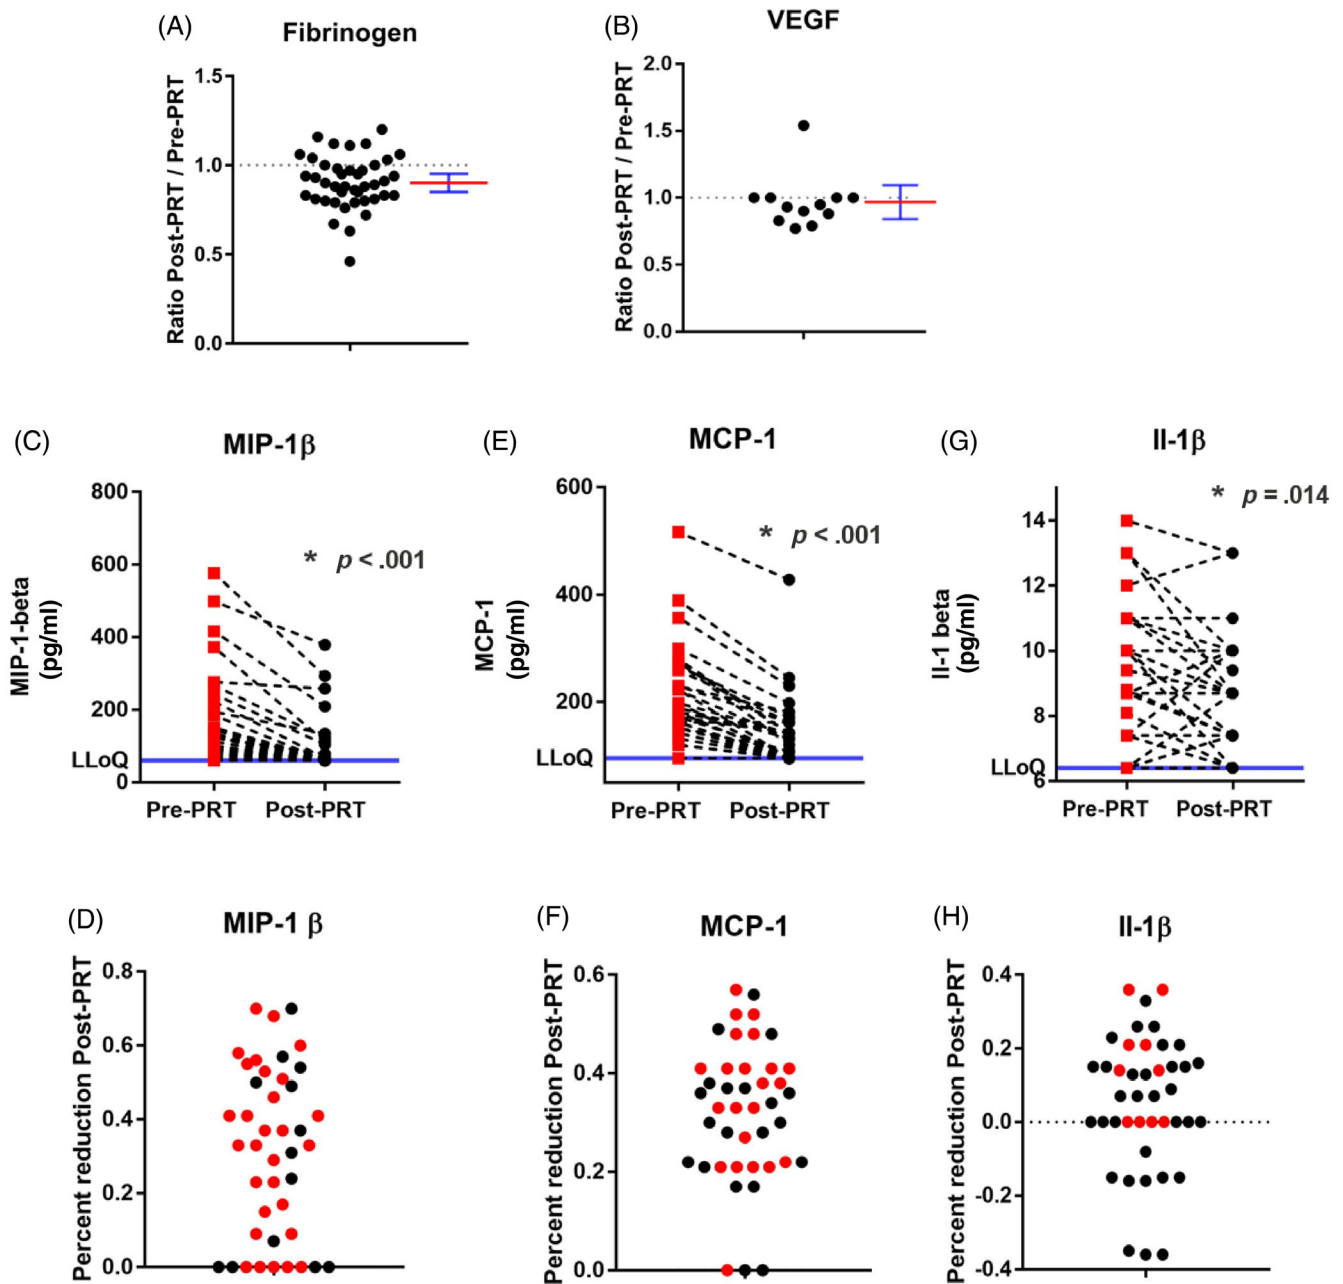 (A)
Fibrinogen
Ratio Post-PRT / Pre-PRT
1.5
1.0
0.5
0.0
(B)
VEGF
Ratio Post-PRT / Pre-PRT
2.0
1.5
1.0
0.5
0.0
(C)
MIP-1β
MIP-1-beta
(pg/ml)
800
600
400
200
LLoQ
0
* p < .001
Pre-PRT Post-PRT
(E)
MCP-1
MCP-1
(pg/ml)
600
400
200
LLoQ
* p < .001
Pre-PRT Post-PRT
(G)
Il-1β
Il-1 beta
(pg/ml)
14
12
10
8
LLoQ
6
* p = .014
Pre-PRT Post-PRT
(D)
MIP-1 β
Percent reduction Post-PRT
0.8
0.6
0.4
0.2
0.0
(F)
MCP-1
Percent reduction Post-PRT
0.6
0.4
0.2
0.0
(H)
Il-1β
Percent reduction Post-PRT
0.4
0.2
0.0
-0.2
-0.4